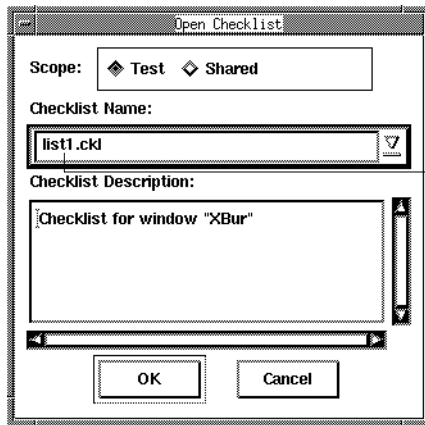 Open Checklist
Scope: Test Shared
Checklist Name:
list1.ckl
Checklist Description:
Checklist for window "XBur"
OK Cancel